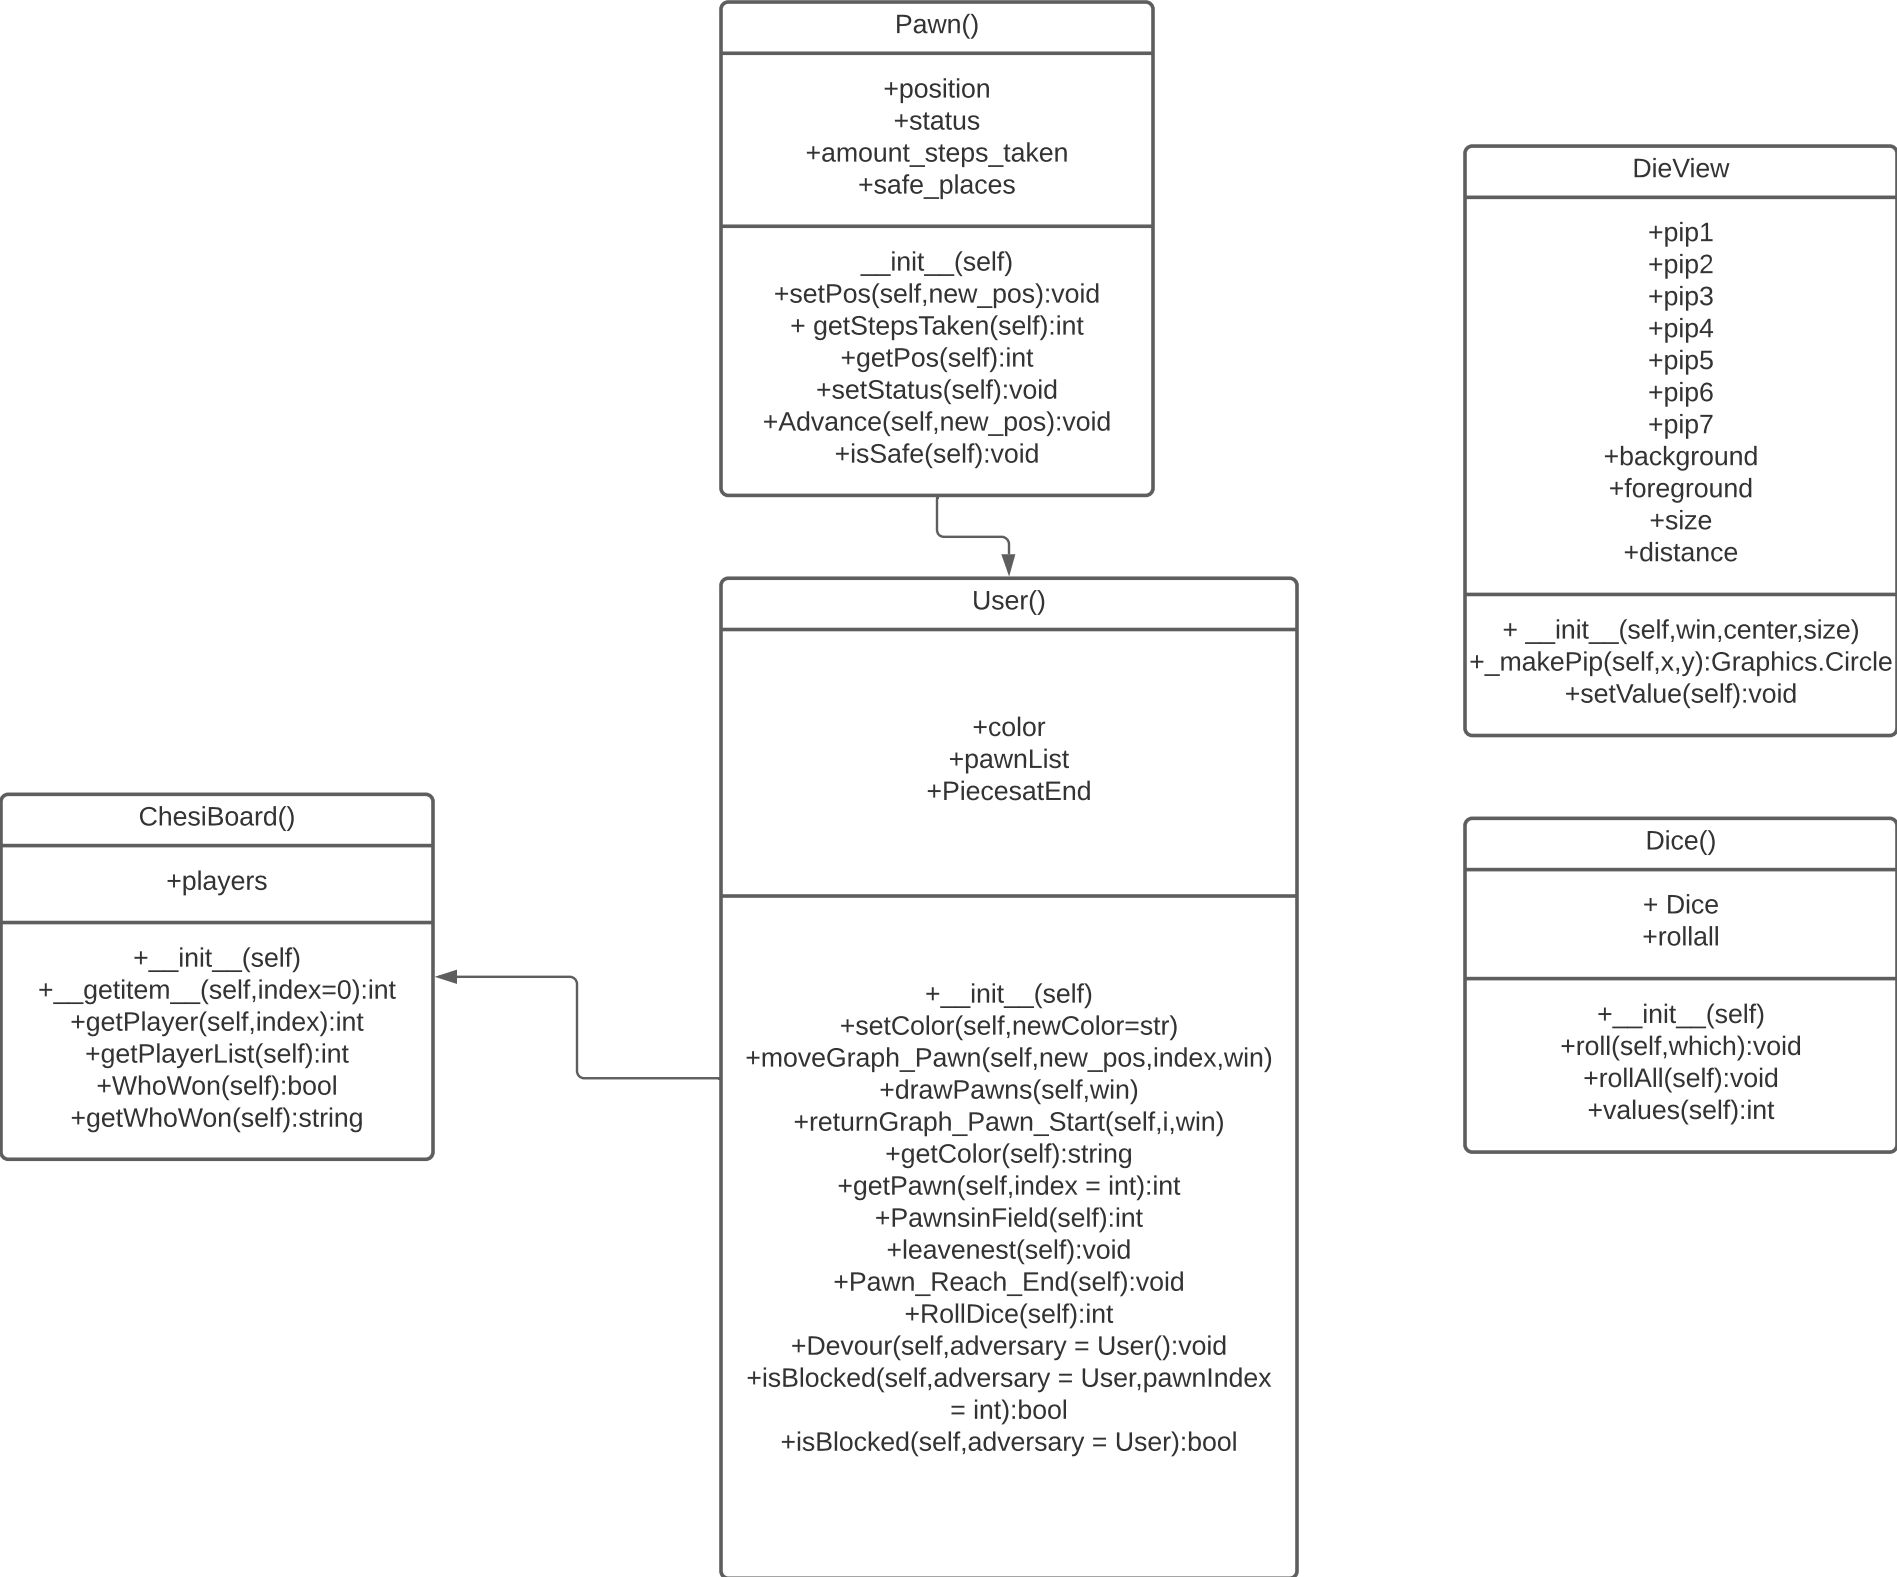 Pawn()
+position
+status
+amount_steps_taken
+safe_places
__init__(self)
+setPos(self,new_pos):void
+ getStepsTaken(self):int
+getPos(self):int
+setStatus(self):void
+Advance(self,new_pos):void
+isSafe(self):void
DieView
+pip1
+pip2
+pip3
+pip4
+pip5
+pip6
+pip7
+background
+foreground
+size
+distance
+ __init__(self,win,center,size)
+_makePip(self,x,y):Graphics.Circle
+setValue(self):void
User()
+color
+pawnList
+PiecesatEnd
+__init__(self)
+setColor(self,newColor=str)
+moveGraph_Pawn(self,new_pos,index,win)
+drawPawns(self,win)
+returnGraph_Pawn_Start(self,i,win)
+getColor(self):string
+getPawn(self,index = int):int
+PawnsinField(self):int
+leavenest(self):void
+Pawn_Reach_End(self):void
+RollDice(self):int
+Devour(self,adversary = User():void
+isBlocked(self,adversary = User,pawnIndex
= int):bool
+isBlocked(self,adversary = User):bool
ChesiBoard()
+players
+__init__(self)
+__getitem__(self,index=0):int
+getPlayer(self,index):int
+getPlayerList(self):int
+WhoWon(self):bool
+getWhoWon(self):string
Dice()
+ Dice
+rollall
+__init__(self)
+roll(self,which):void
+rollAll(self):void
+values(self):int